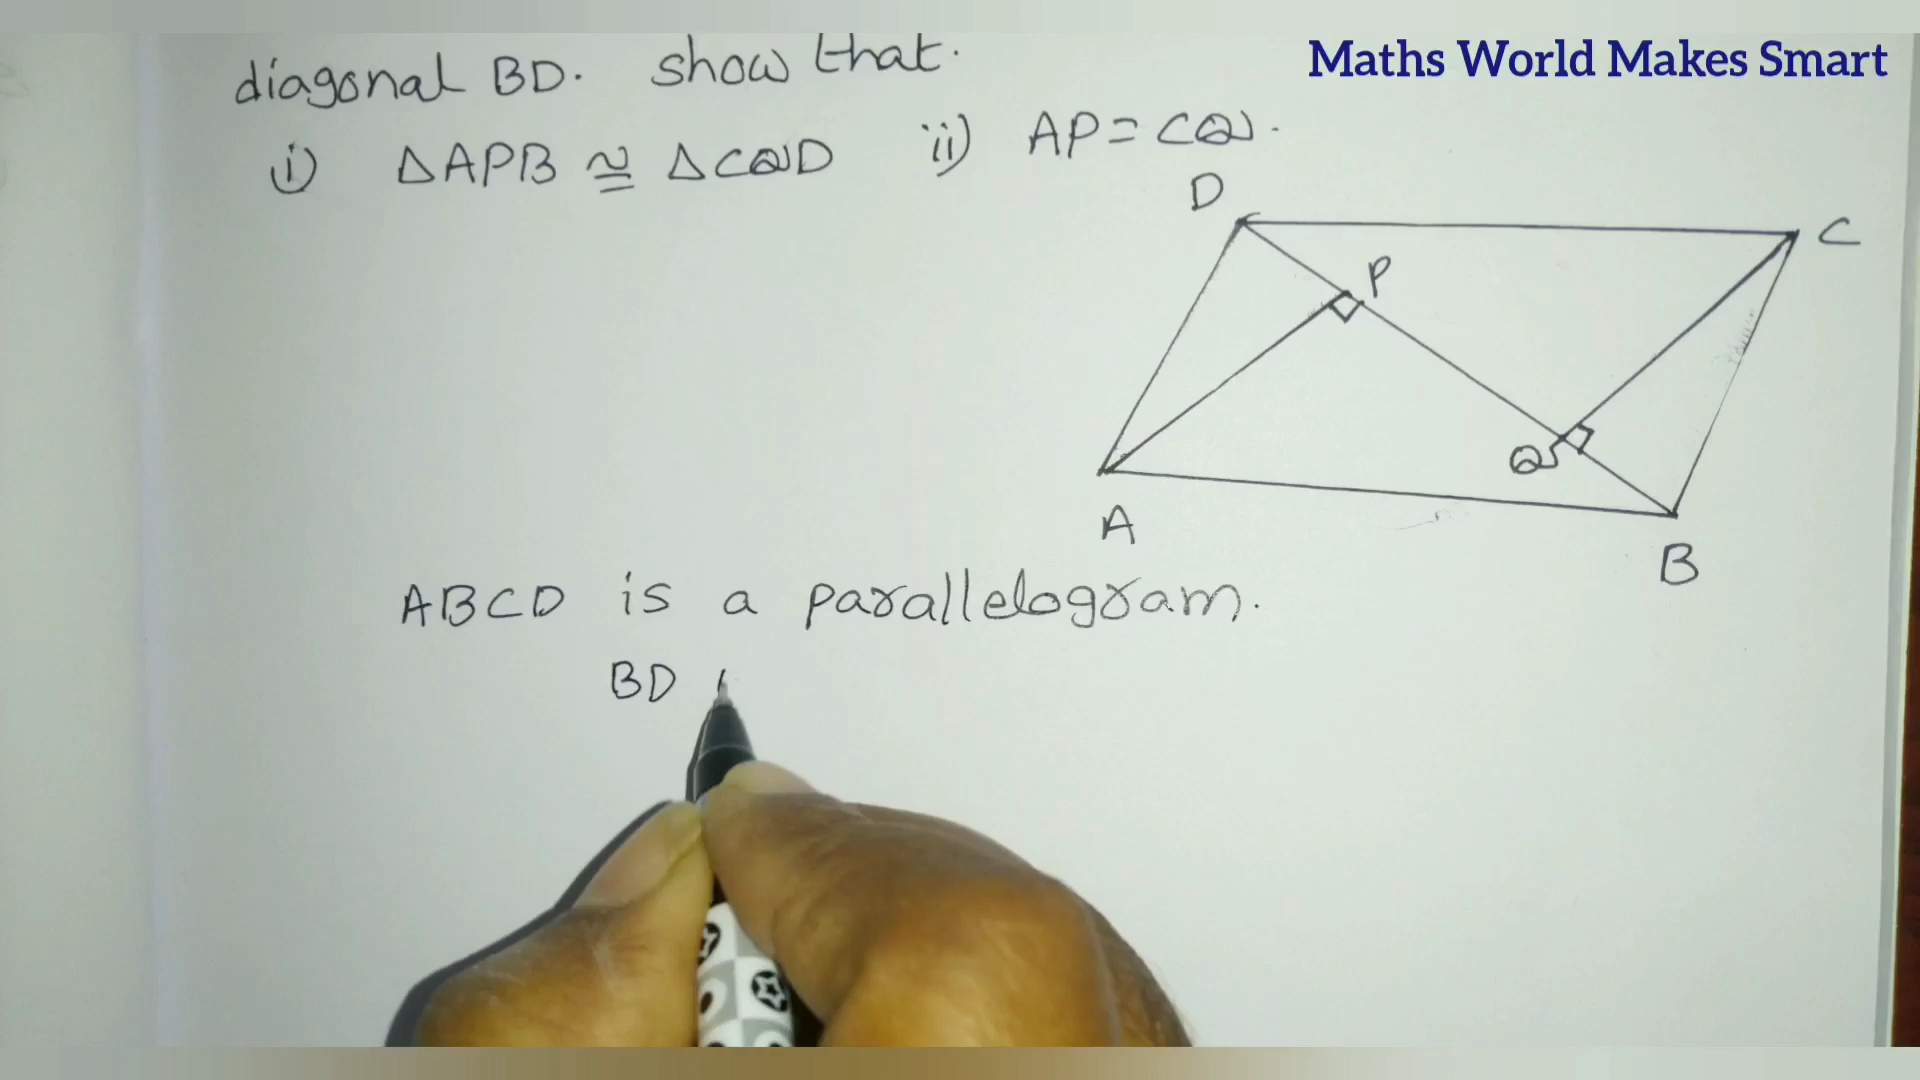 Maths World Makes Smart
diagonal BD. show that.
i) ΔAPB ≅ ΔCQD ii) AP = CQ.
D
C
P
Q
A
B
ABCD is a parallelogram.
BD